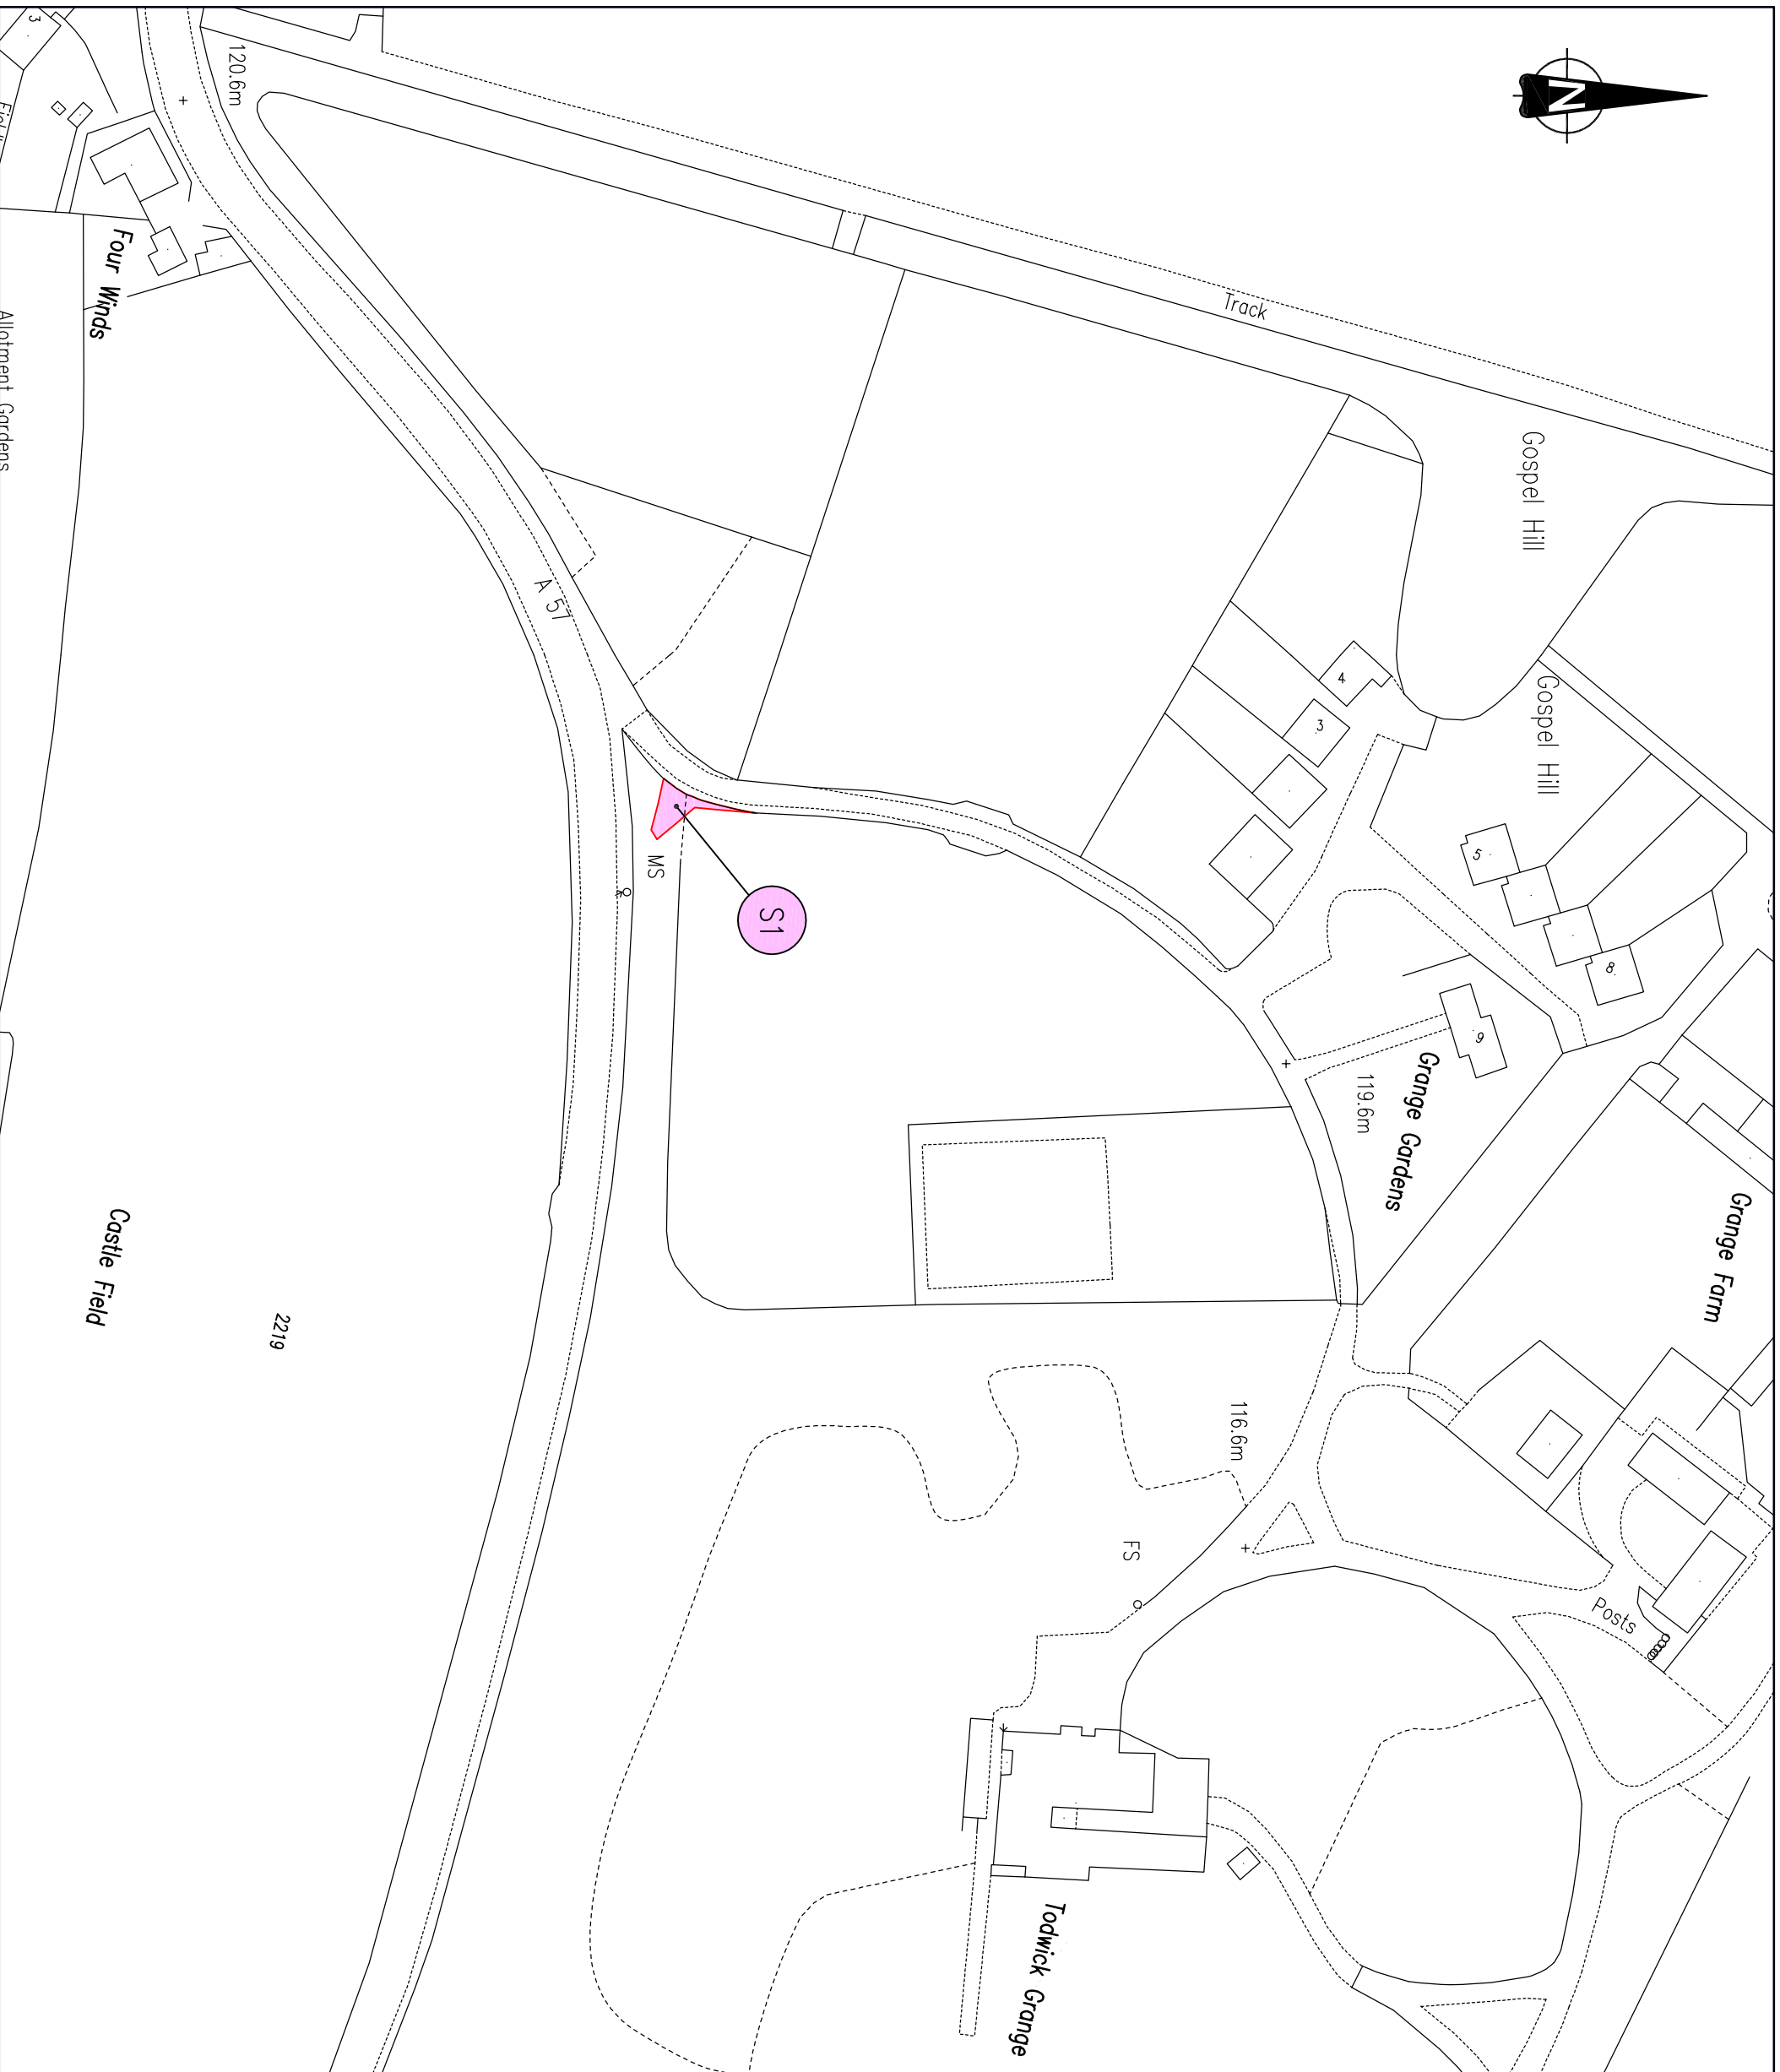 N
Track
Gospel Hill
Gospel Hill
120.6m
3
Four Winds
Allotment Gardens
A 57
MS
S1
4
3
5
8
9
Grange Gardens
119.6m
Grange Farm
116.6m
FS
Posts
Castle Field
2219
Todwick Grange